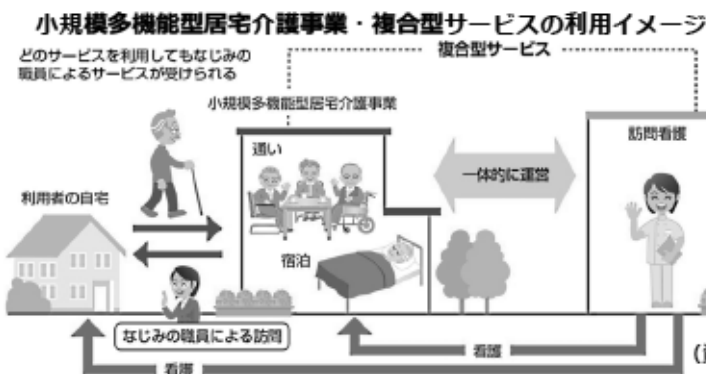 小規模多機能型居宅介護事業・複合型サービスの利用イメージ
どのサービスを利用してもなじみの
職員によるサービスが受けられる
複合型サービス
小規模多機能型居宅介護事業
訪問看護
通い
一体的に運営
利用者の自宅
宿泊
なじみの職員による訪問
看護
看護